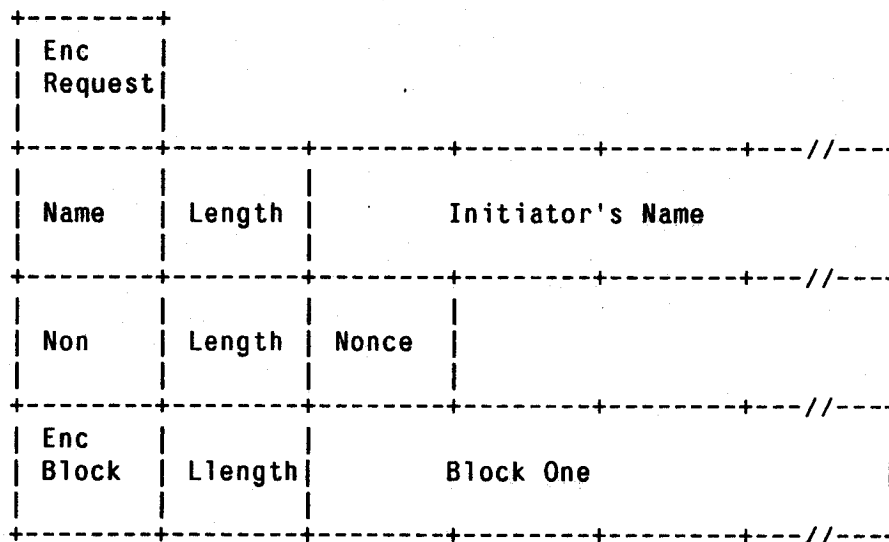 +---------+
| Enc
| Request|
+---------+---------+---------+---------+---------+---//----
| Name | Length | Initiator's Name
+---------+---------+---------+---------+---------+---//----
| Non | Length | Nonce |
+---------+---------+---------+---------+---------+---//----
| Enc
| Block | Llength| Block One
+---------+---------+---------+---------+---------+---//----